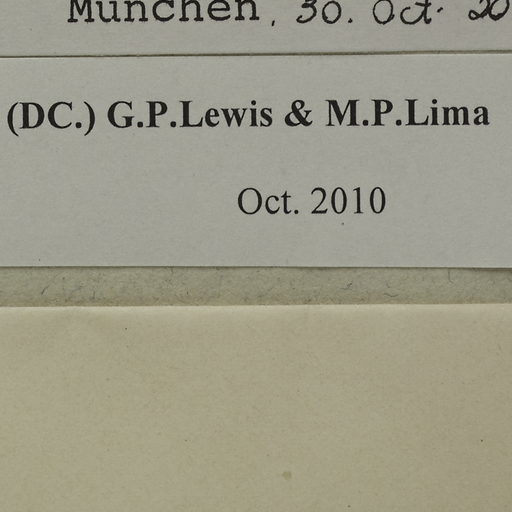 München, 30. Oct. 20
(DC.) G.P.Lewis & M.P.Lima
Oct. 2010